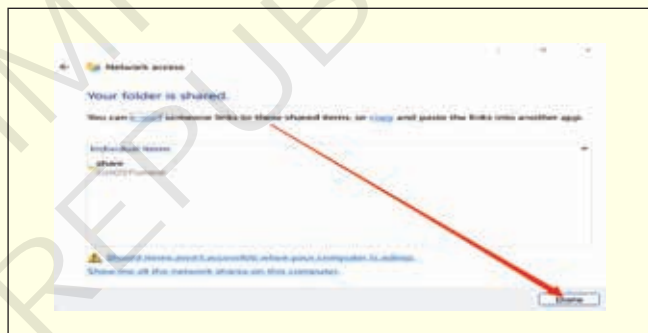 Network access
Your folder is shared.
You can e-mail someone links to these shared items, or copy and paste the links into another app.
Individual Items
share
Shared items aren't accessible when your computer is asleep.
Show me all the network shares on this computer.